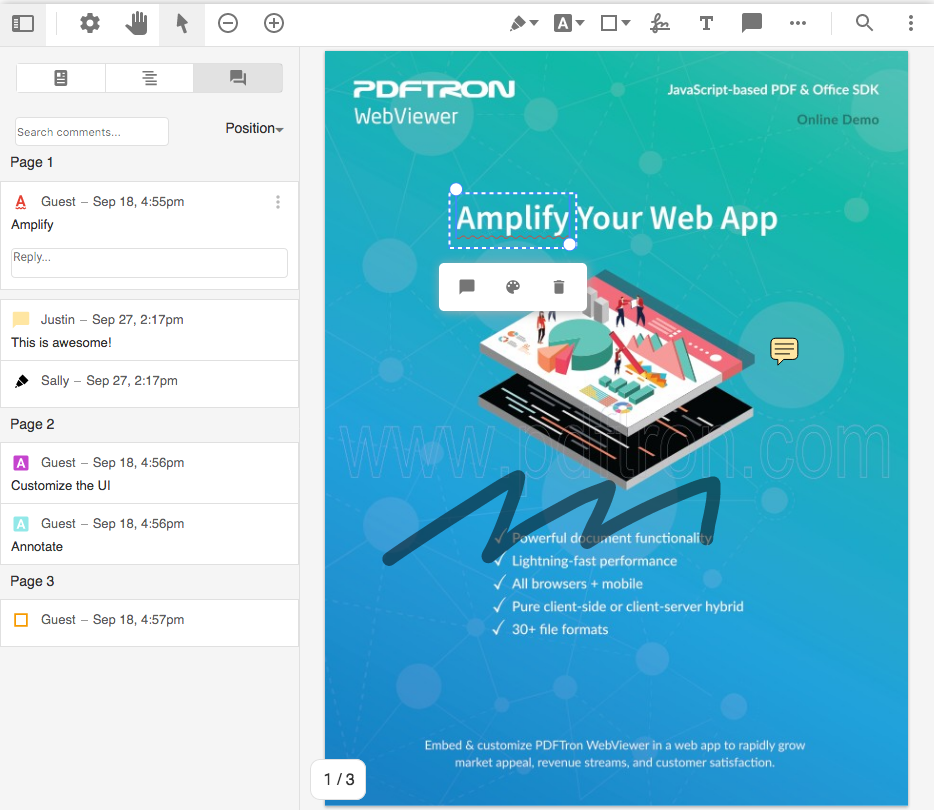 A
T
Search comments...
Position
Page 1
A Guest – Sep 18, 4:55pm
Amplify
Reply...
Justin – Sep 27, 2:17pm
This is awesome!
Sally – Sep 27, 2:17pm
Page 2
A Guest – Sep 18, 4:56pm
Customize the UI
A Guest – Sep 18, 4:56pm
Annotate
Page 3
Guest – Sep 18, 4:57pm
PDFTRON
WebViewer
JavaScript-based PDF & Office SDK
Online Demo
Amplify Your Web App
www.pdftron.com
✓ Powerful document functionality
✓ Lightning-fast performance
✓ All browsers + mobile
✓ Pure client-side or client-server hybrid
✓ 30+ file formats
Embed & customize PDFTron WebViewer in a web app to rapidly grow
market appeal, revenue streams, and customer satisfaction.
1 / 3